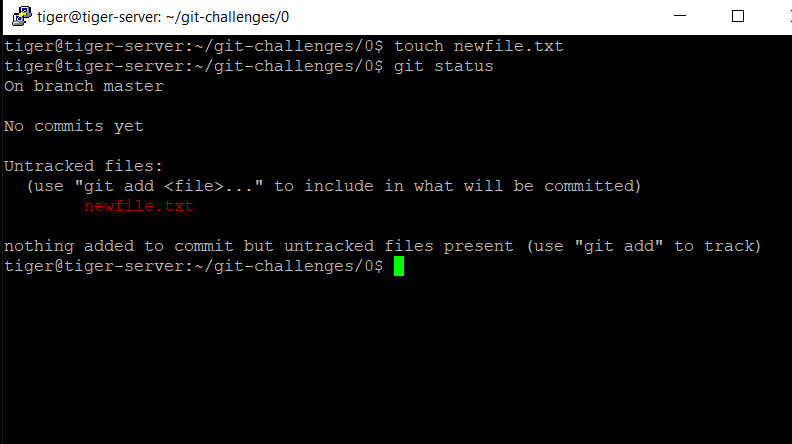 tiger@tiger-server: ~/git-challenges/0
tiger@tiger-server:~/git-challenges/0$ touch newfile.txt
tiger@tiger-server:~/git-challenges/0$ git status
On branch master
No commits yet
Untracked files:
  (use "git add <file>..." to include in what will be committed)
        newfile.txt
nothing added to commit but untracked files present (use "git add" to track)
tiger@tiger-server:~/git-challenges/0$